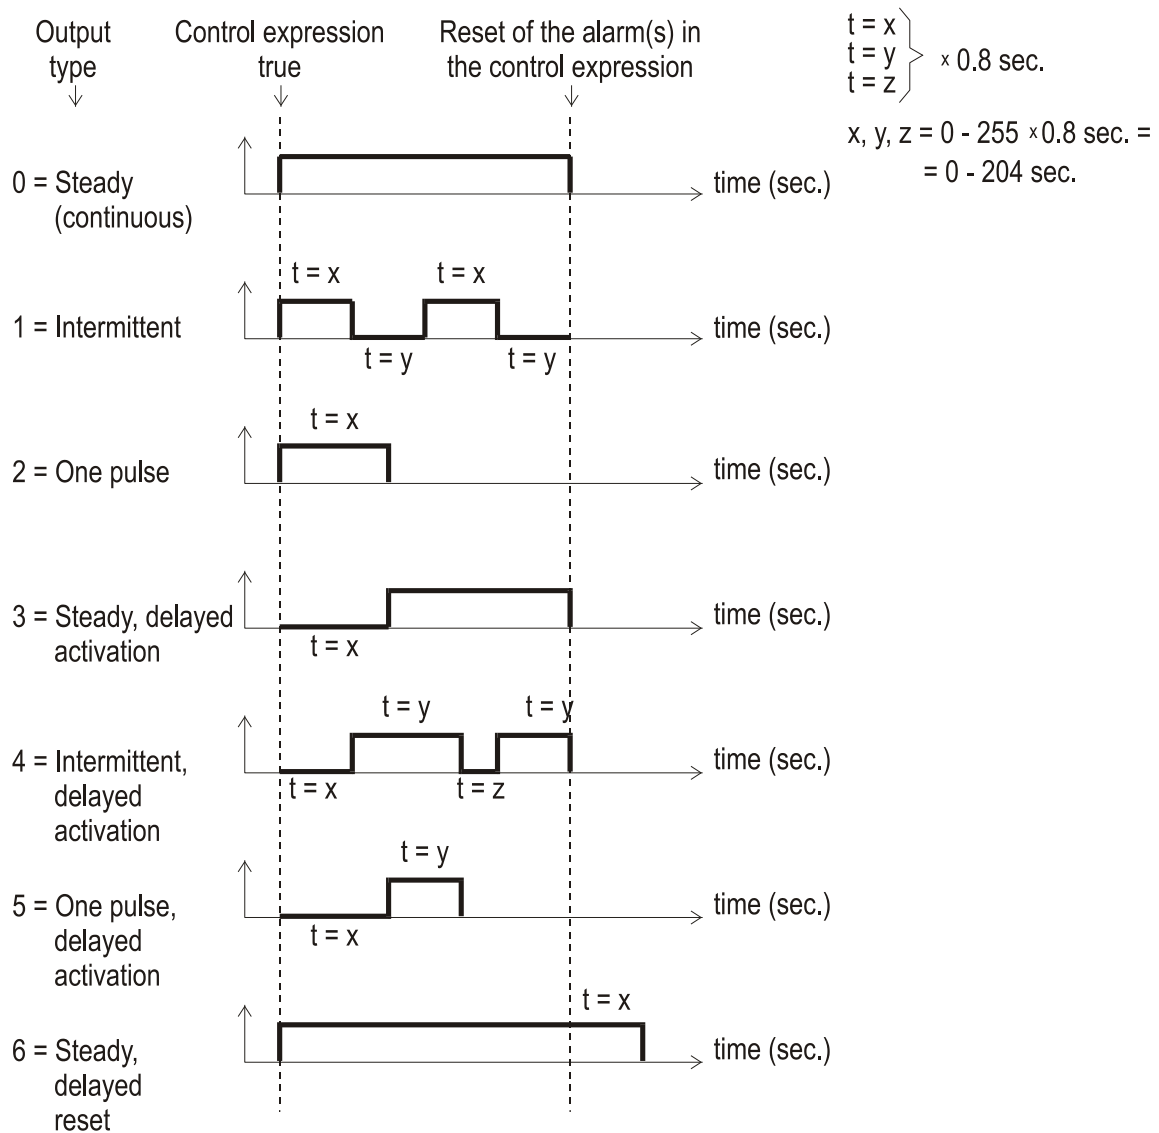 Output
type
Control expression
true
Reset of the alarm(s) in
the control expression
t = x
t = y
t = z
x 0.8 sec.
x, y, z = 0 - 255 x 0.8 sec. =
= 0 - 204 sec.
0 = Steady
(continuous)
time (sec.)
t = x
t = x
1 = Intermittent
time (sec.)
t = y
t = y
t = x
2 = One pulse
time (sec.)
3 = Steady, delayed
activation
time (sec.)
t = x
t = y
t = y
4 = Intermittent,
delayed
activation
time (sec.)
t = x
t = z
t = y
5 = One pulse,
delayed
activation
time (sec.)
t = x
t = x
6 = Steady,
delayed
reset
time (sec.)